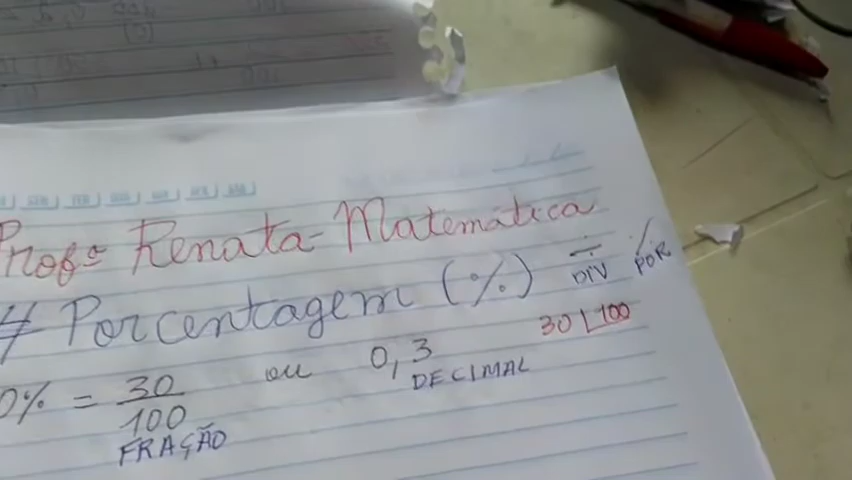 Profª Renata - Matemática
# Porcentagem (%) ÷ DIV ٪ POR
0% = 30/100 ou 0,3 30 100
FRAÇÃO DECIMAL